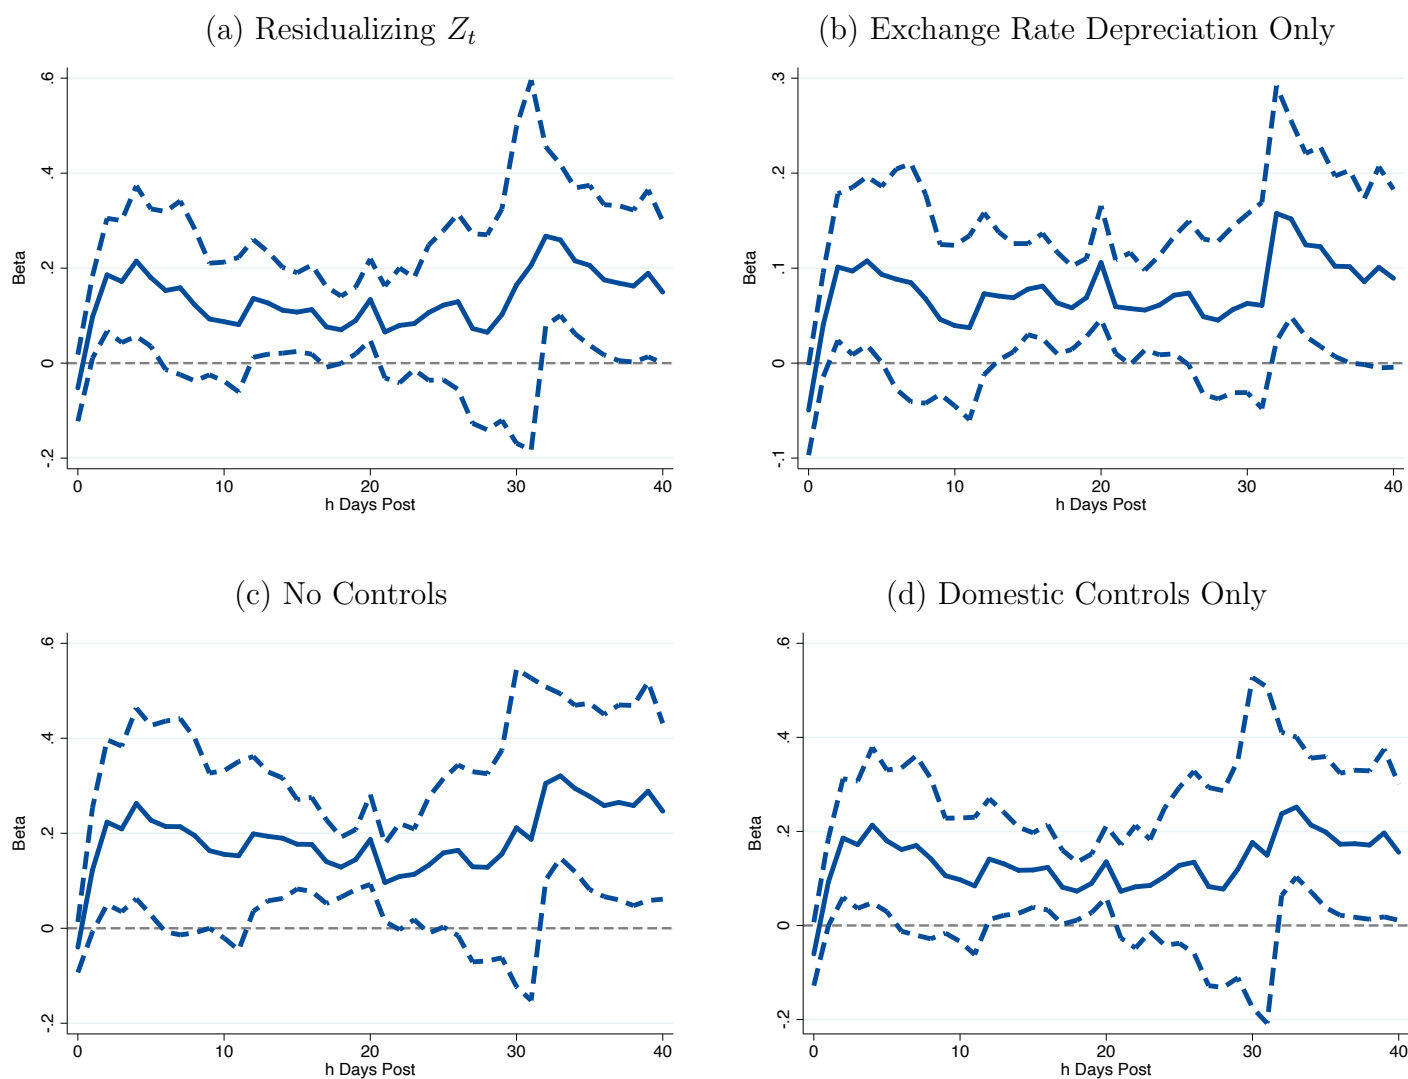 (a) Residualizing Z_t
.6
.4
.2
0
-.2
Beta
0 10 20 30 40
h Days Post
(b) Exchange Rate Depreciation Only
.3
.2
.1
0
-.1
Beta
0 10 20 30 40
h Days Post
(c) No Controls
.6
.4
.2
0
-.2
Beta
0 10 20 30 40
h Days Post
(d) Domestic Controls Only
.6
.4
.2
0
-.2
Beta
0 10 20 30 40
h Days Post